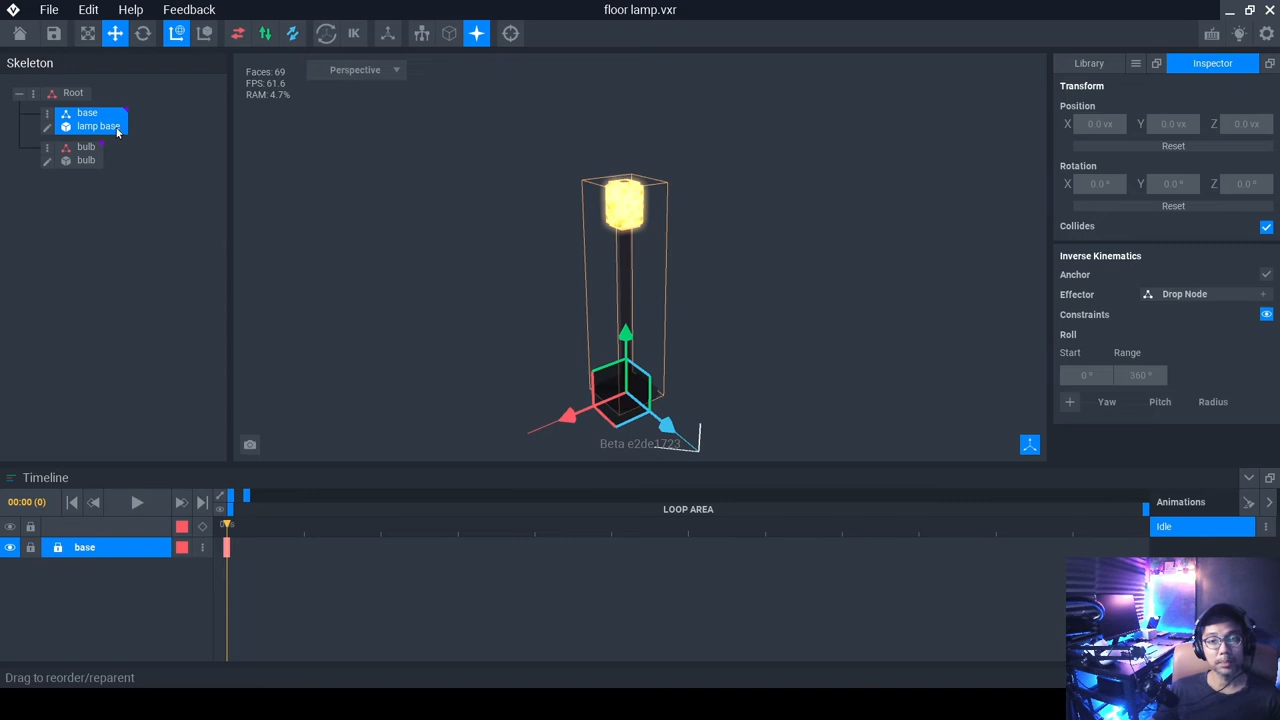 File Edit Help Feedback
floor lamp.vxr
IK
Skeleton
Root
base
lamp base
bulb
bulb
Faces: 69
FPS: 61.6
RAM: 4.7%
Perspective
Beta e2de1723
Library
Inspector
Transform
Position
X 0.0 vx Y 0.0 vx Z 0.0 vx
Reset
Rotation
X 0.0 ° Y 0.0 ° Z 0.0 °
Reset
Collides
Inverse Kinematics
Anchor
Effector Drop Node +
Constraints
Roll
Start Range
0 ° 360 °
+ Yaw Pitch Radius
Timeline
00:00 (0)
LOOP AREA
Animations
Idle
base
Drag to reorder/reparent